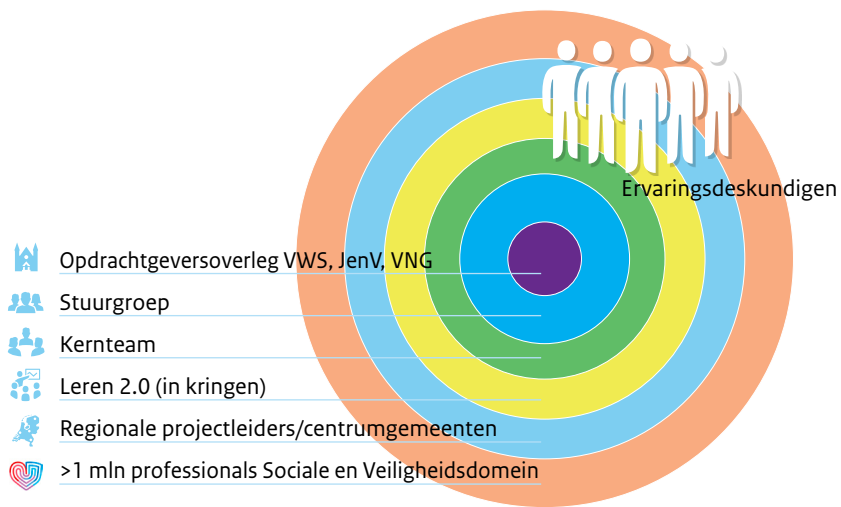 Ervaringsdeskundigen
Opdrachtgeversoverleg VWS, JenV, VNG
Stuurgroep
Kernteam
Leren 2.0 (in kringen)
Regionale projectleiders/centrumgemeenten
>1 mln professionals Sociale en Veiligheidsdomein